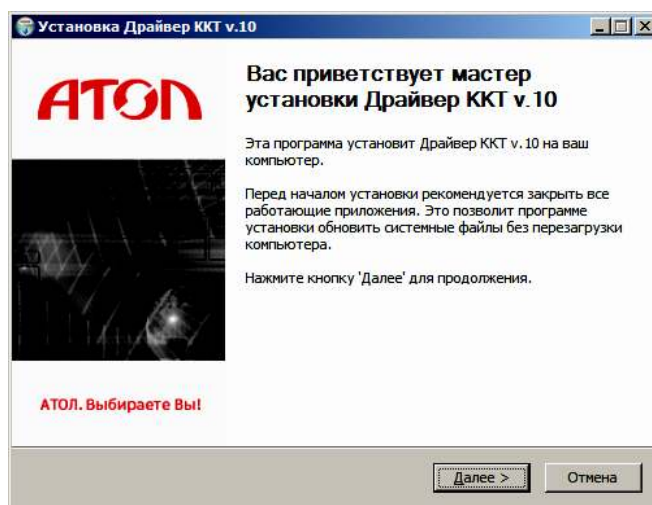 Установка Драйвер ККТ v.10
АТОЛ
Вас приветствует мастер
установки Драйвер ККТ v.10
Эта программа установит Драйвер ККТ v.10 на ваш
компьютер.
Перед началом установки рекомендуется закрыть все
работающие приложения. Это позволит программе
установки обновить системные файлы без перезагрузки
компьютера.
Нажмите кнопку 'Далее' для продолжения.
АТОЛ. Выбираете Вы!
Далее >
Отмена